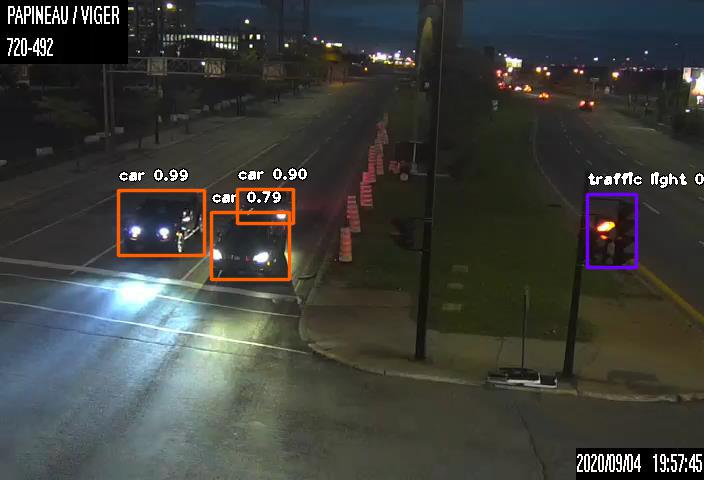 PAPINEAU / VIGER
720-492
car 0.99
car 0.90
car 0.79
traffic light 0
2020/09/04 19:57:45